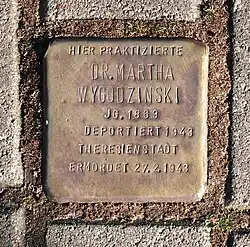 HIER PRAKTIZIERTE
DR. MARTHA
WYGODZINSKI
JG. 1869
DEPORTIERT 1943
THERESIENSTADT
ERMORDET 27.2.1943